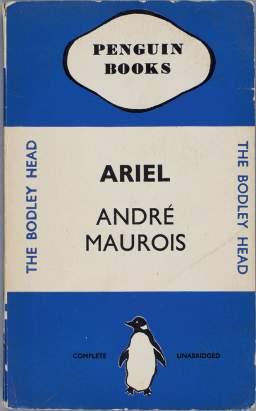 PENGUIN
BOOKS
THE BODLEY HEAD
ARIEL
ANDRÉ
MAUROIS
THE BODLEY HEAD
COMPLETE UNABRIDGED